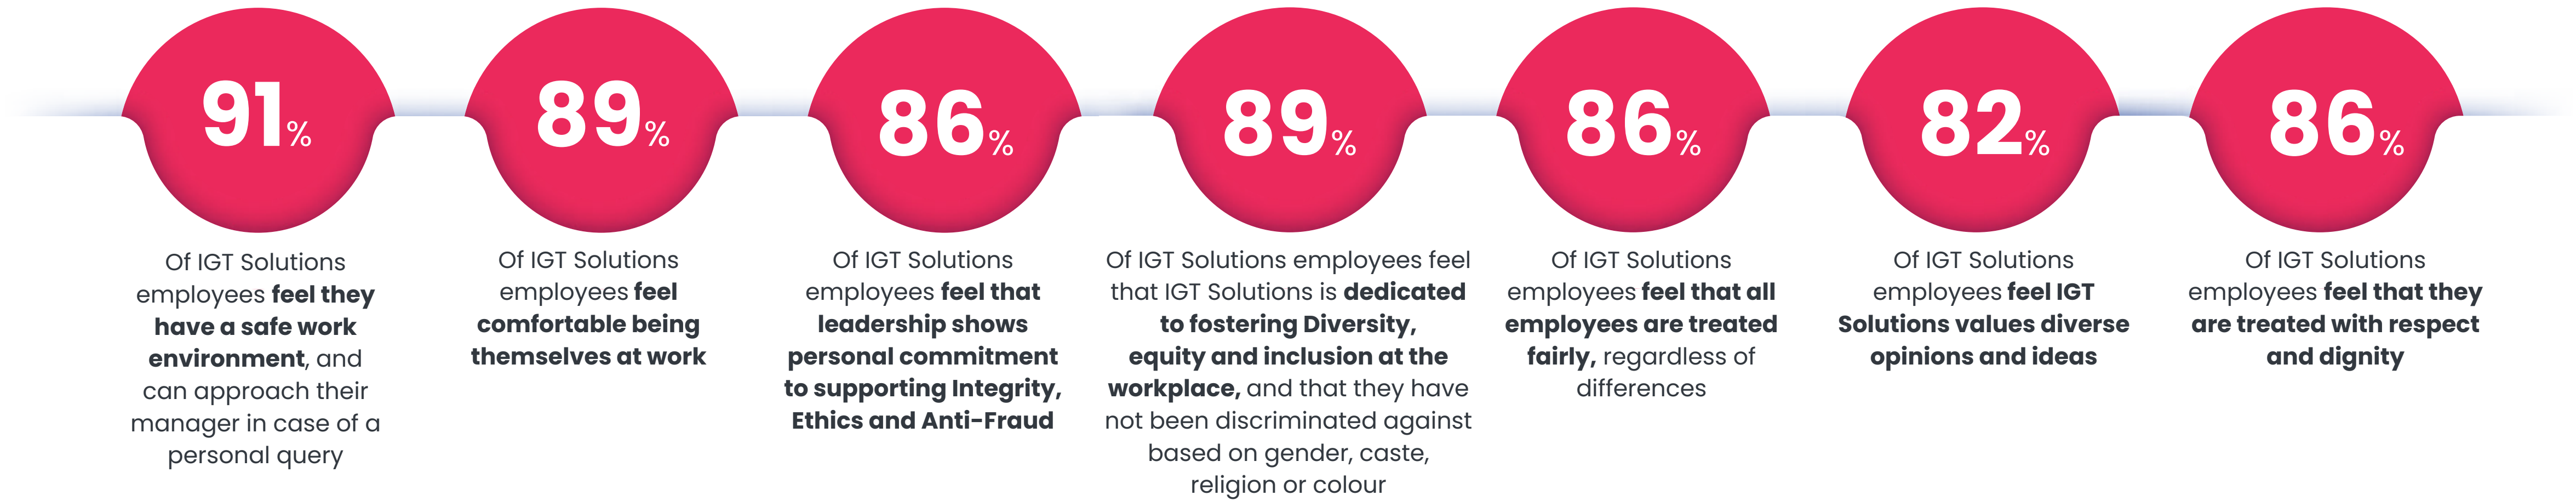 91%
Of IGT Solutions
employees feel they
have a safe work
environment, and
can approach their
manager in case of a
personal query
89%
Of IGT Solutions
employees feel
comfortable being
themselves at work
86%
Of IGT Solutions
employees feel that
leadership shows
personal commitment
to supporting Integrity,
Ethics and Anti-Fraud
89%
Of IGT Solutions employees feel
that IGT Solutions is dedicated
to fostering Diversity,
equity and inclusion at the
workplace, and that they have
not been discriminated against
based on gender, caste,
religion or colour
86%
Of IGT Solutions
employees feel that all
employees are treated
fairly, regardless of
differences
82%
Of IGT Solutions
employees feel IGT
Solutions values diverse
opinions and ideas
86%
Of IGT Solutions
employees feel that they
are treated with respect
and dignity